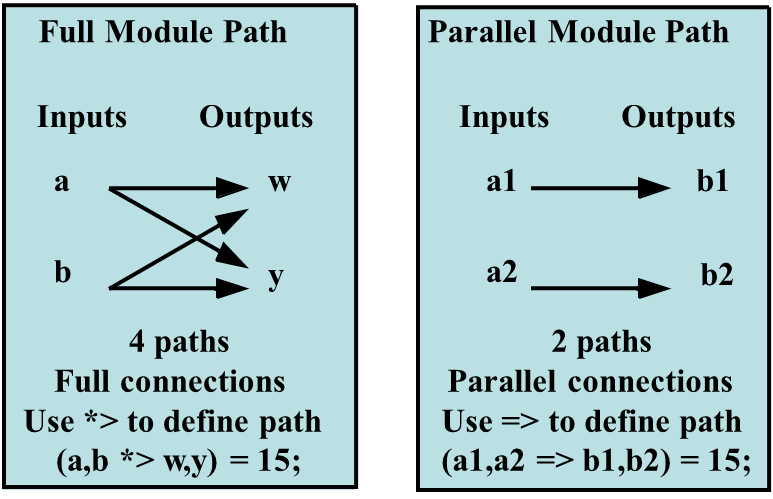 Full Module Path
Inputs Outputs
a w
b y
4 paths
Full connections
Use *> to define path
(a,b *> w,y) = 15;
Parallel Module Path
Inputs Outputs
a1 b1
a2 b2
2 paths
Parallel connections
Use => to define path
(a1,a2 => b1,b2) = 15;